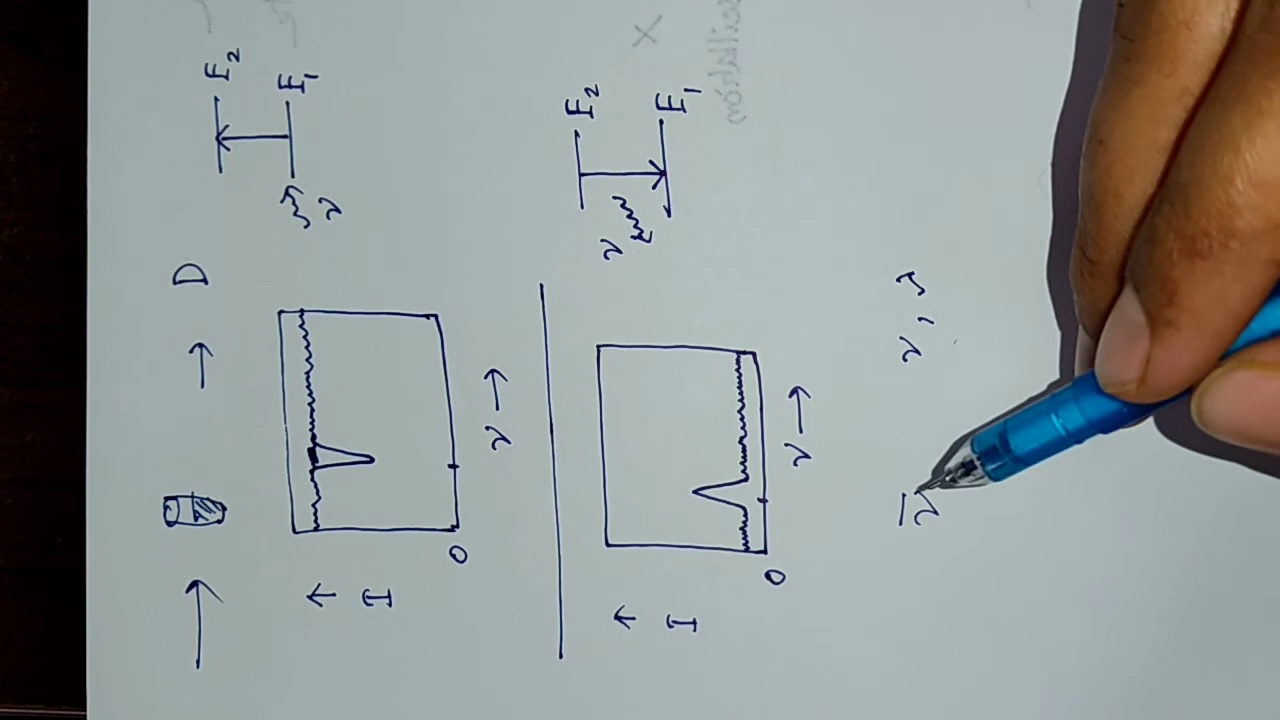 → → D
E₂
E₁
ν
↑
I
0
ν →
E₂
ν
E₁
↑
I
0
ν →
ν̄ ν, λ